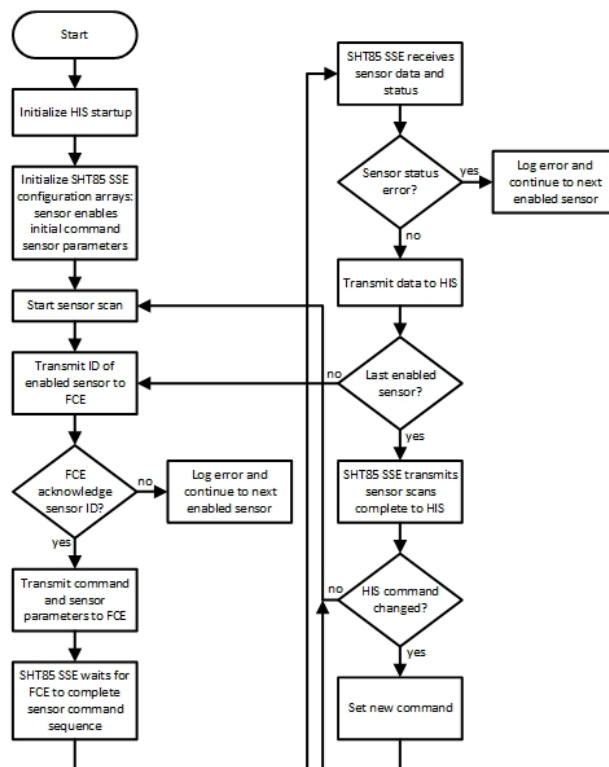 Start
Initialize HIS startup
Initialize SHT85 SSE
configuration arrays:
sensor enables
initial command
sensor parameters
Start sensor scan
Transmit ID of
enabled sensor to
FCE
FCE
acknowledge
sensor ID?
no
Log error and
continue to next
enabled sensor
yes
Transmit command
and sensor
parameters to FCE
SHT85 SSE waits for
FCE to complete
sensor command
sequence
SHT85 SSE receives
sensor data and
status
Sensor status
error?
yes
Log error and
continue to next
enabled sensor
no
Transmit data to HIS
Last enabled
sensor?
no
yes
SHT85 SSE transmits
sensor scans
complete to HIS
HIS command
changed?
no
yes
Set new command